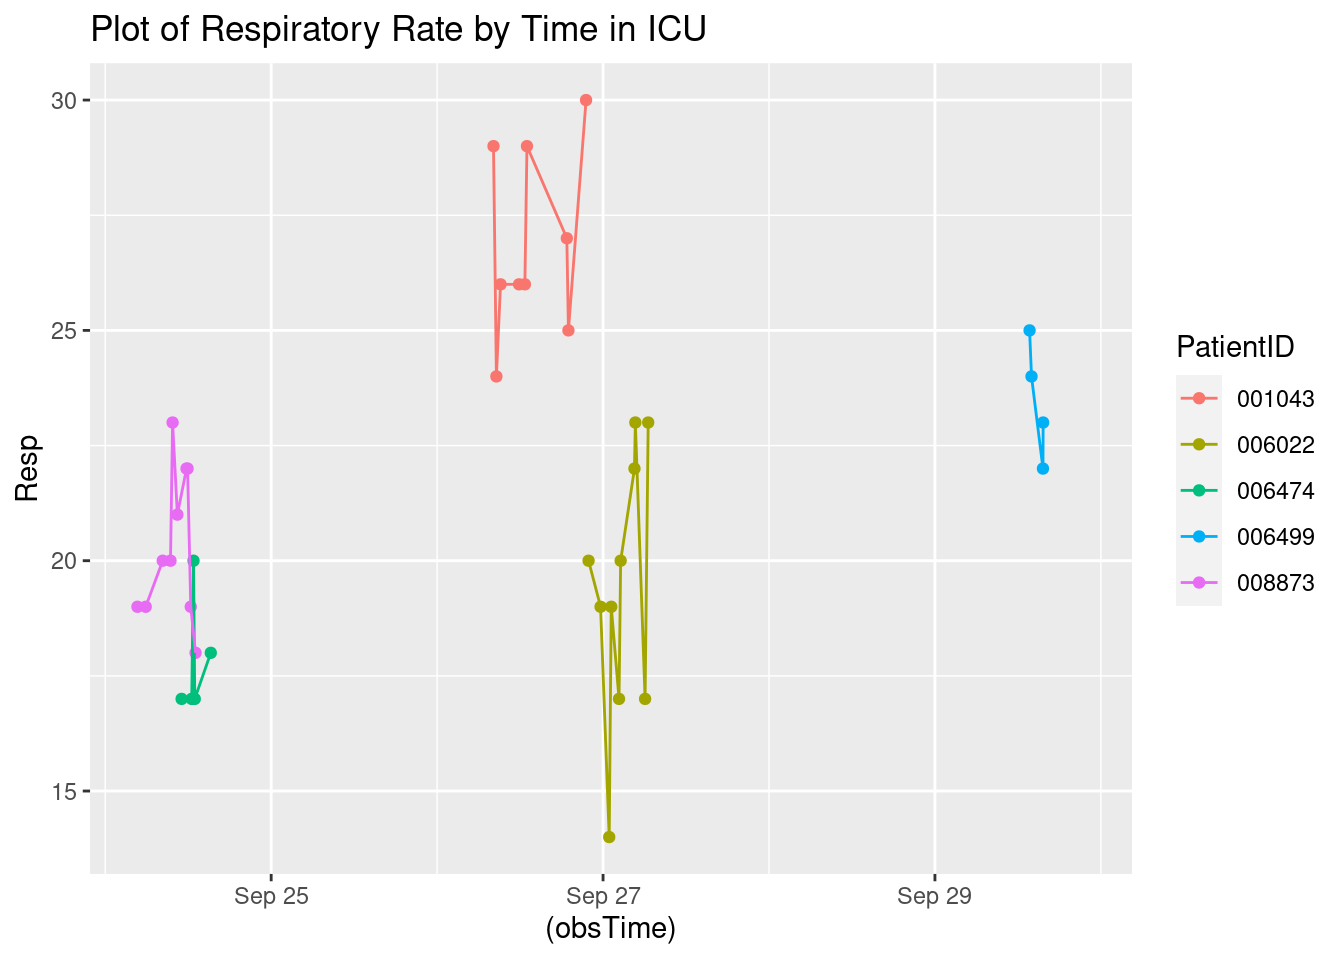 Plot of Respiratory Rate by Time in ICU
30
25
20
15
Resp
Sep 25
Sep 27
Sep 29
(obsTime)
PatientID
001043
006022
006474
006499
008873